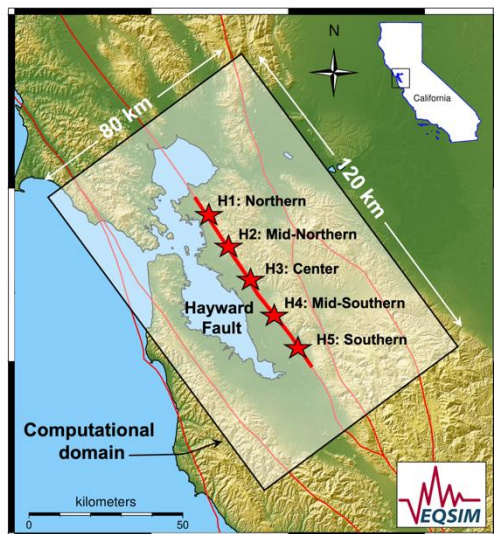 N
California
80 km
120 km
H1: Northern
H2: Mid-Northern
H3: Center
H4: Mid-Southern
Hayward
Fault
H5: Southern
Computational
domain
kilometers
0
50
EQSIM